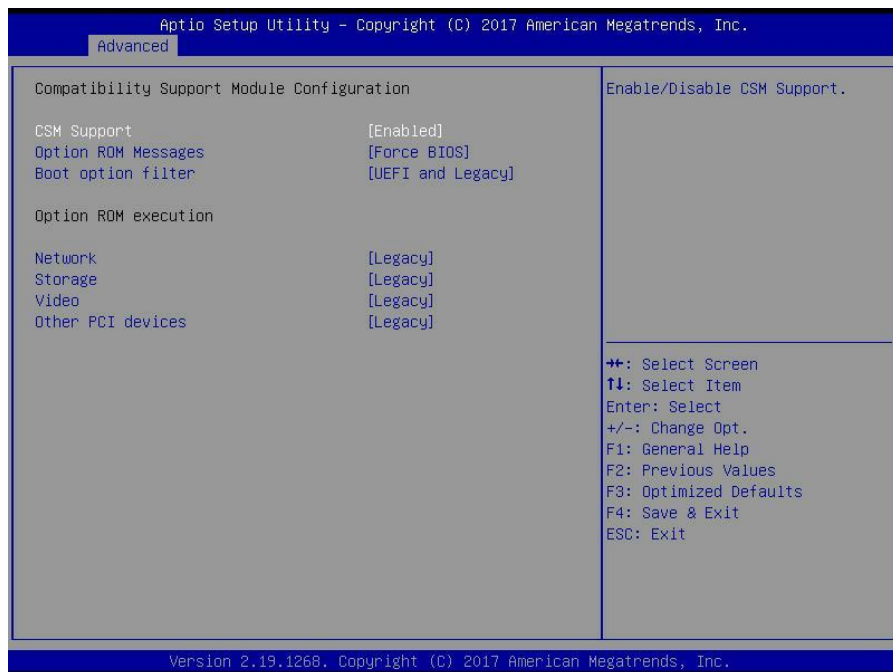 Aptio Setup Utility – Copyright (C) 2017 American Megatrends, Inc.
Advanced
Compatibility Support Module Configuration
CSM Support [Enabled]
Option ROM Messages [Force BIOS]
Boot option filter [UEFI and Legacy]
Option ROM execution
Network [Legacy]
Storage [Legacy]
Video [Legacy]
Other PCI devices [Legacy]
Enable/Disable CSM Support.
→←: Select Screen
↑↓: Select Item
Enter: Select
+/-: Change Opt.
F1: General Help
F2: Previous Values
F3: Optimized Defaults
F4: Save & Exit
ESC: Exit
Version 2.19.1268. Copyright (C) 2017 American Megatrends, Inc.